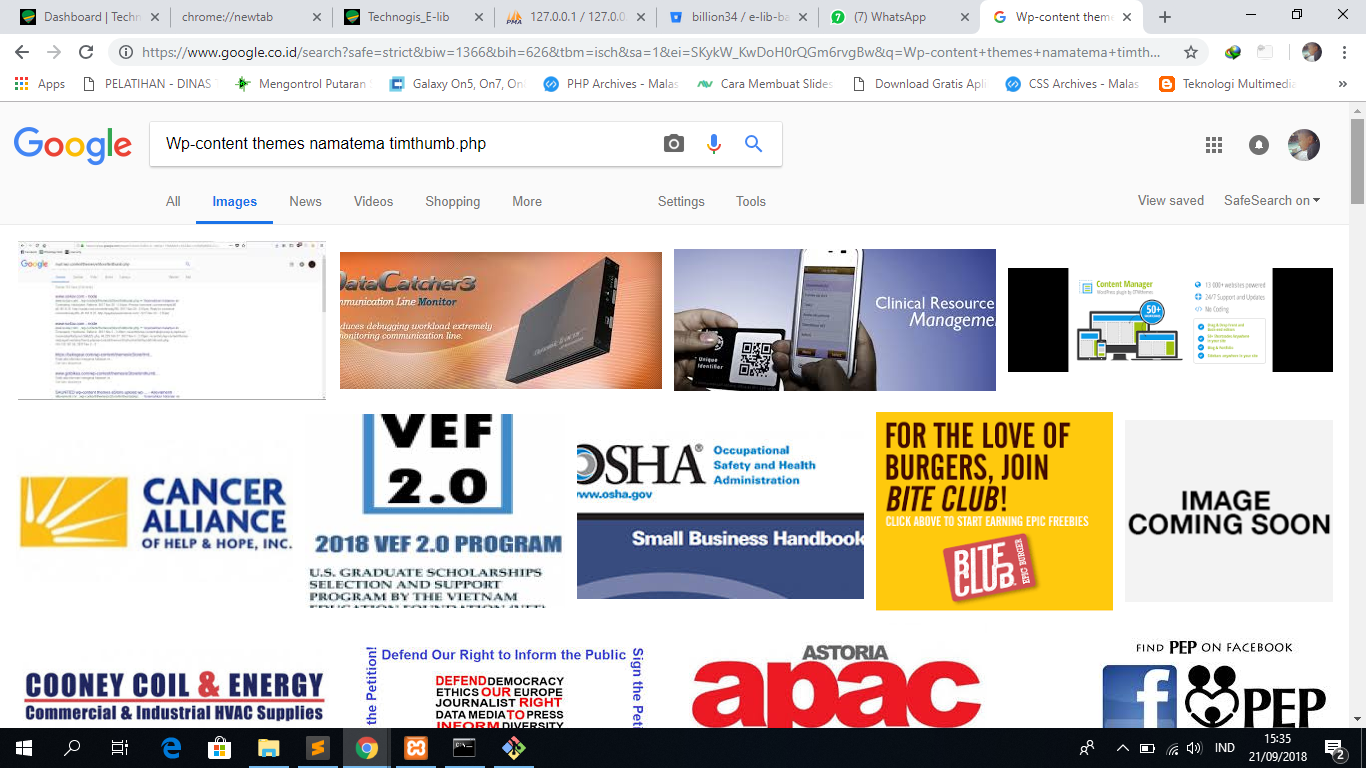 Dashboard | Techn
chrome://newtab
Technogis_E-lib
127.0.0.1 / 127.0.0.
billion34 / e-lib-ba
(7) WhatsApp
Wp-content theme
https://www.google.co.id/search?safe=strict&biw=1366&bih=626&tbm=isch&sa=1&ei=SKykW_KwDoH0rQGm6rvgBw&q=Wp-content+themes+namatema+timth...
Apps
PELATIHAN - DINAS
Mengontrol Putaran
Galaxy On5, On7, On
PHP Archives - Malas
Cara Membuat Slides
Download Gratis Apli
CSS Archives - Malas
Teknologi Multimedia
Google
Wp-content themes namatema timthumb.php
All
Images
News
Videos
Shopping
More
Settings
Tools
View saved
SafeSearch on
DataCatcher3
mmunication Line Monitor
duces debugging workload extremely
onitoring communication line.
Unique
Identifier
Clinical Resource
Management
Content Manager
50+
13 000+ websites powered
24/7 Support and Updates
No Coding
CANCER
ALLIANCE
OF HELP & HOPE, INC.
VEF
2.0
2018 VEF 2.0 PROGRAM
U.S. GRADUATE SCHOLARSHIPS
SELECTION AND SUPPORT
PROGRAM BY THE VIETNAM
EDUCATION FOUNDATION (VEF)
OSHA®
Occupational
Safety and Health
Administration
www.osha.gov
Small Business Handbook
FOR THE LOVE OF
BURGERS, JOIN
BITE CLUB!
CLICK ABOVE TO START EARNING EPIC FREEBIES
BITE
CLUB
EPIC BURGER
IMAGE
COMING SOON
COONEY COIL & ENERGY
Commercial & Industrial HVAC Supplies
the Petition!
Defend Our Right to Inform the Public
Sign the Peti
DEFENDDEMOCRACY
ETHICS OUR EUROPE
JOURNALIST RIGHT
DATA MEDIA TO PRESS
INFORM DIVERSITY
ASTORIA
apac
FIND PEP ON FACEBOOK
PEP
IND
15:35
21/09/2018
2